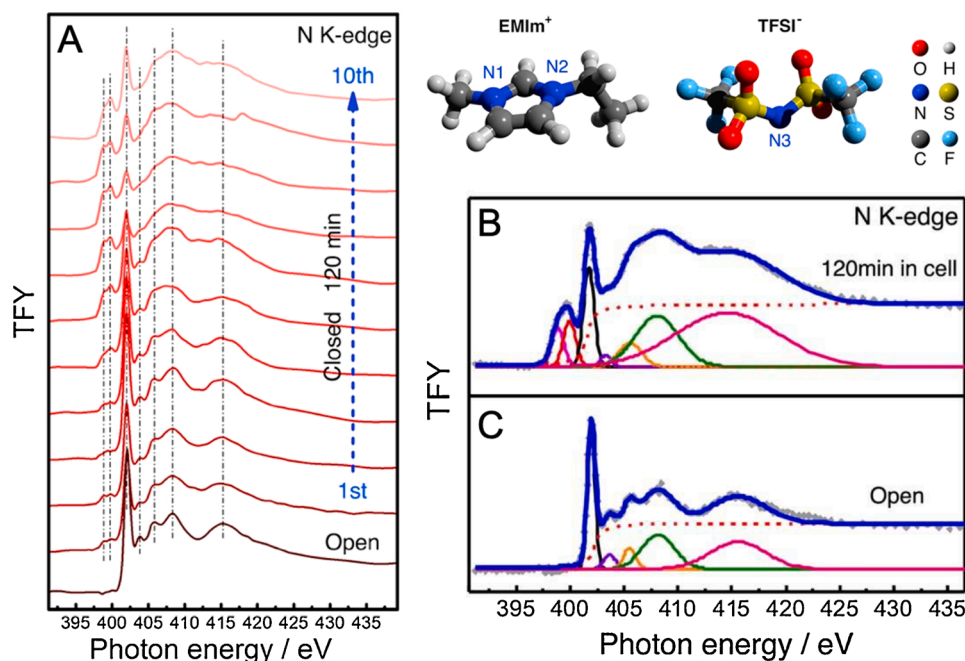 A
N K-edge
10th
Closed 120 min
1st
Open
TFY
395 400 405 410 415 420 425 430 435
Photon energy / eV
EMIm⁺
N1 N2
TFSI⁻
N3
O H
N S
C F
B
N K-edge
120min in cell
C
Open
TFY
395 400 405 410 415 420 425 430 435
Photon energy / eV